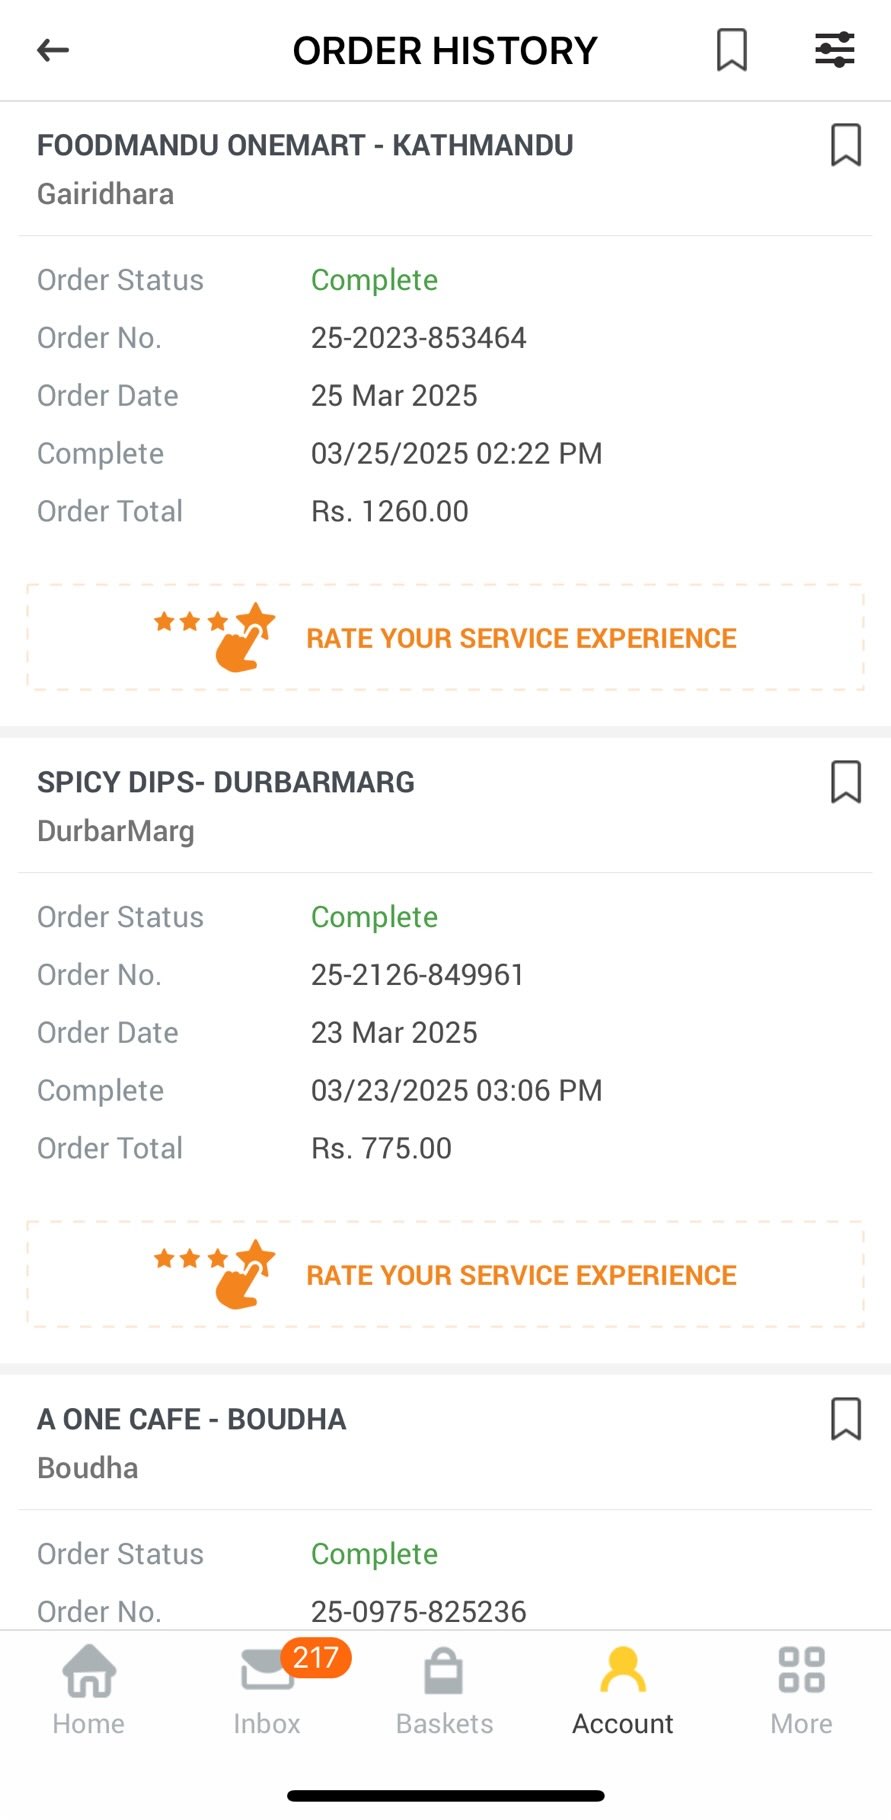 ORDER HISTORY
FOODMANDU ONEMART - KATHMANDU
Gairidhara
Order Status Complete
Order No. 25-2023-853464
Order Date 25 Mar 2025
Complete 03/25/2025 02:22 PM
Order Total Rs. 1260.00
RATE YOUR SERVICE EXPERIENCE
SPICY DIPS- DURBARMARG
DurbarMarg
Order Status Complete
Order No. 25-2126-849961
Order Date 23 Mar 2025
Complete 03/23/2025 03:06 PM
Order Total Rs. 775.00
RATE YOUR SERVICE EXPERIENCE
A ONE CAFE - BOUDHA
Boudha
Order Status Complete
Order No. 25-0975-825236
217
Home Inbox Baskets Account More